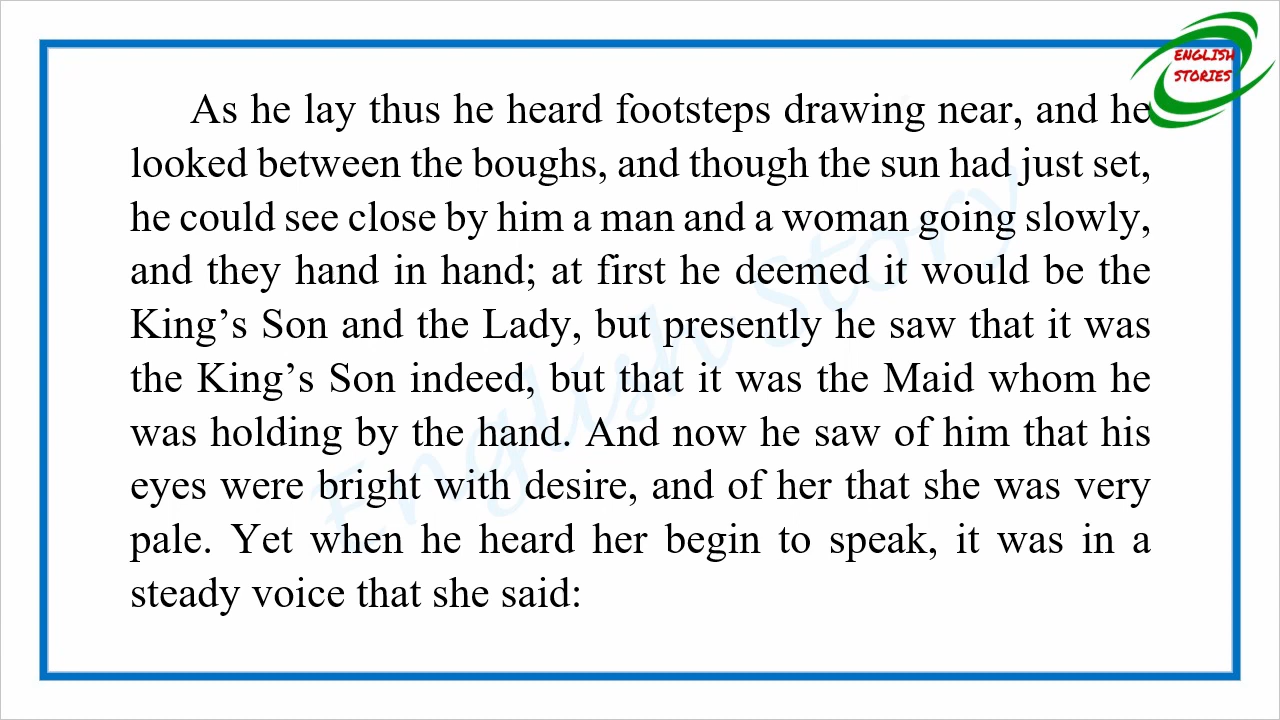 ENGLISH
STORIES
As he lay thus he heard footsteps drawing near, and he
looked between the boughs, and though the sun had just set,
he could see close by him a man and a woman going slowly,
and they hand in hand; at first he deemed it would be the
King’s Son and the Lady, but presently he saw that it was
the King’s Son indeed, but that it was the Maid whom he
was holding by the hand. And now he saw of him that his
eyes were bright with desire, and of her that she was very
pale. Yet when he heard her begin to speak, it was in a
steady voice that she said:
English Story